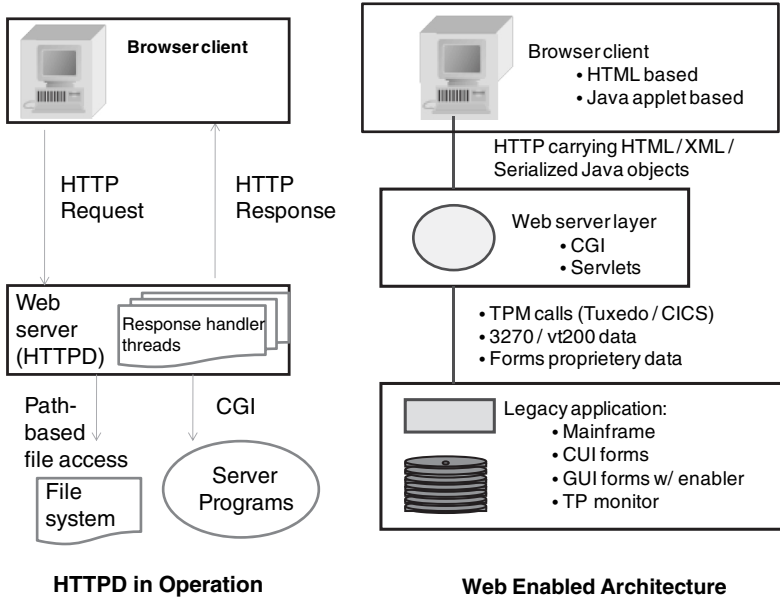 Browser client
HTTP
Request
HTTP
Response
Web
server
(HTTPD)
Response handler
threads
Path-
based
file access
CGI
File
system
Server
Programs
HTTPD in Operation
Browser client
• HTML based
• Java applet based
HTTP carrying HTML / XML /
Serialized Java objects
Web server layer
• CGI
• Servlets
• TPM calls (Tuxedo / CICS)
• 3270 / vt200 data
• Forms proprietery data
Legacy application:
• Mainframe
• CUI forms
• GUI forms w/ enabler
• TP monitor
Web Enabled Architecture